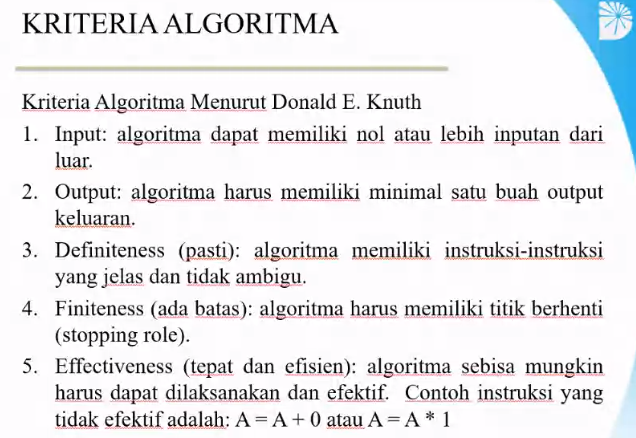 KRITERIA ALGORITMA
Kriteria Algoritma Menurut Donald E. Knuth
1. Input: algoritma dapat memiliki nol atau lebih inputan dari
luar.
2. Output: algoritma harus memiliki minimal satu buah output
keluaran.
3. Definiteness (pasti): algoritma memiliki instruksi-instruksi
yang jelas dan tidak ambigu.
4. Finiteness (ada batas): algoritma harus memiliki titik berhenti
(stopping role).
5. Effectiveness (tepat dan efisien): algoritma sebisa mungkin
harus dapat dilaksanakan dan efektif. Contoh instruksi yang
tidak efektif adalah: A = A + 0 atau A = A * 1